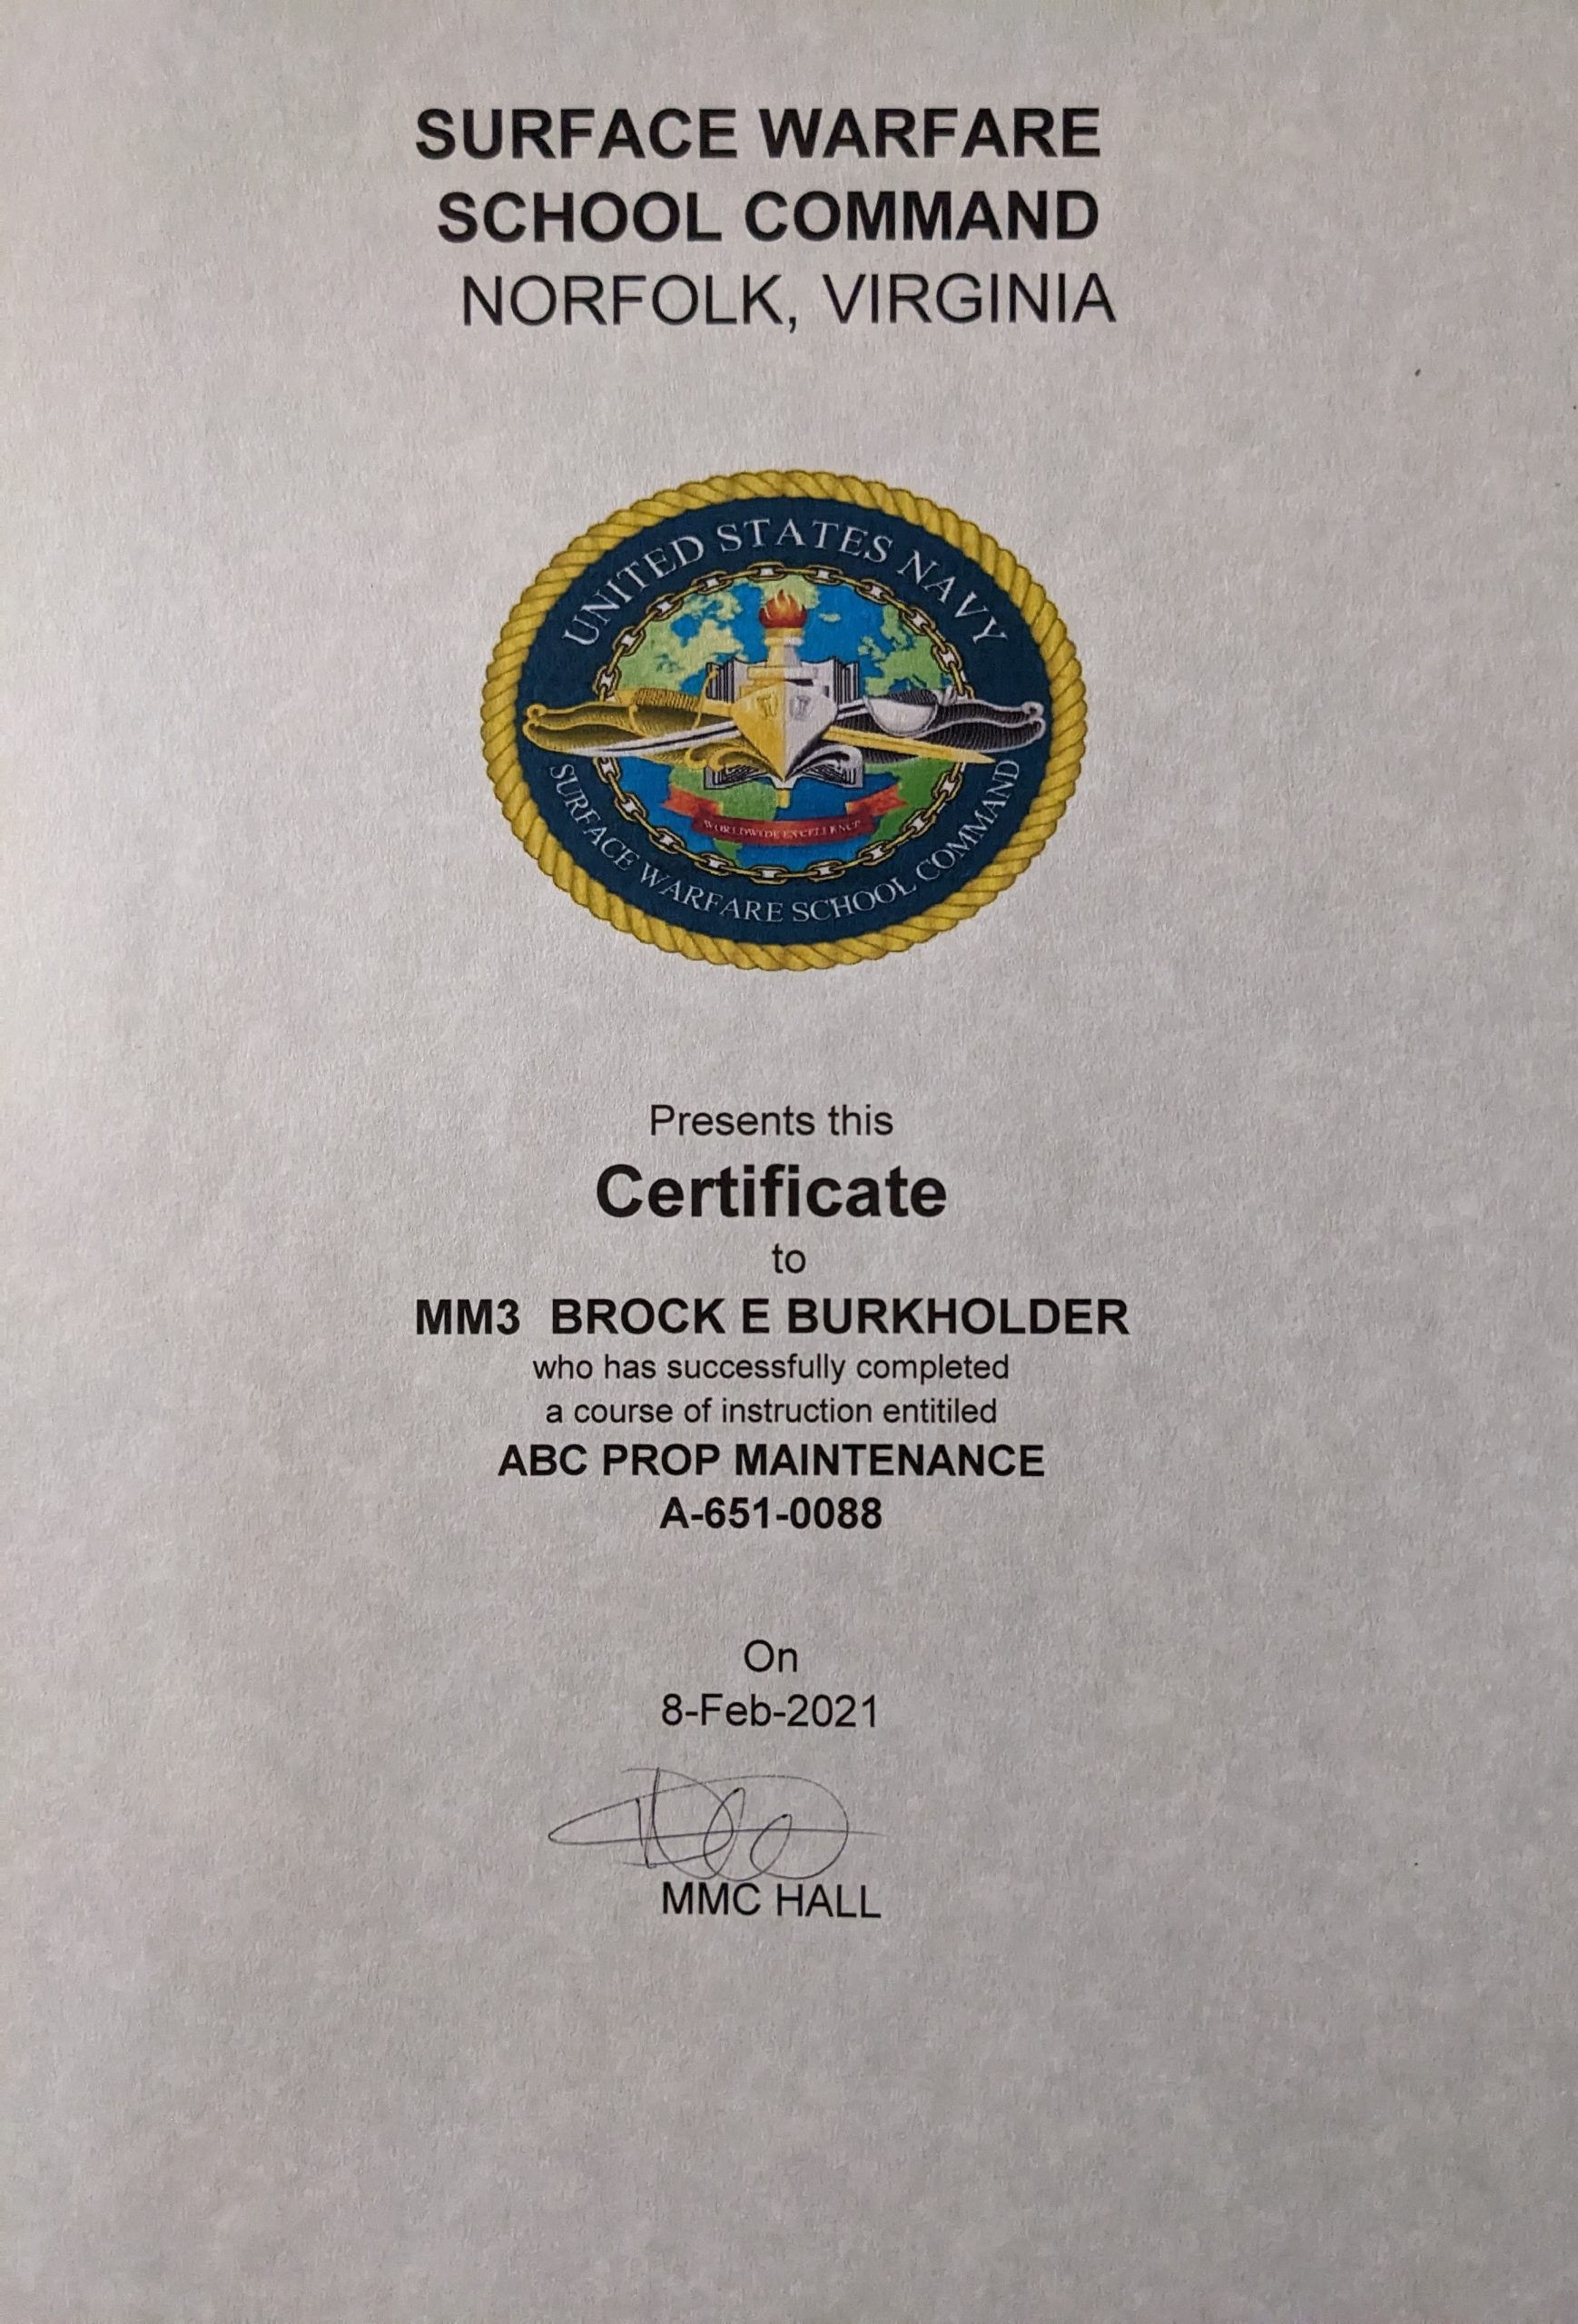 SURFACE WARFARE
SCHOOL COMMAND
NORFOLK, VIRGINIA
UNITED STATES NAVY
WORLDWIDE EXCELLENCE
SURFACE WARFARE SCHOOL COMMAND
Presents this
Certificate
to
MM3 BROCK E BURKHOLDER
who has successfully completed
a course of instruction entitiled
ABC PROP MAINTENANCE
A-651-0088
On
8-Feb-2021
MMC HALL